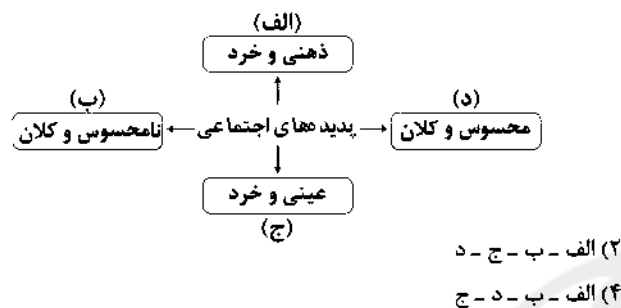 (الف)
ذهنی و خرد
(د)
(ب)
محسوس و کلان
پدیده‌های اجتماعی
نامحسوس و کلان
عینی و خرد
(ج)
۲) الف ـ ب ـ ج ـ د
۴) الف ـ ب ـ د ـ ج